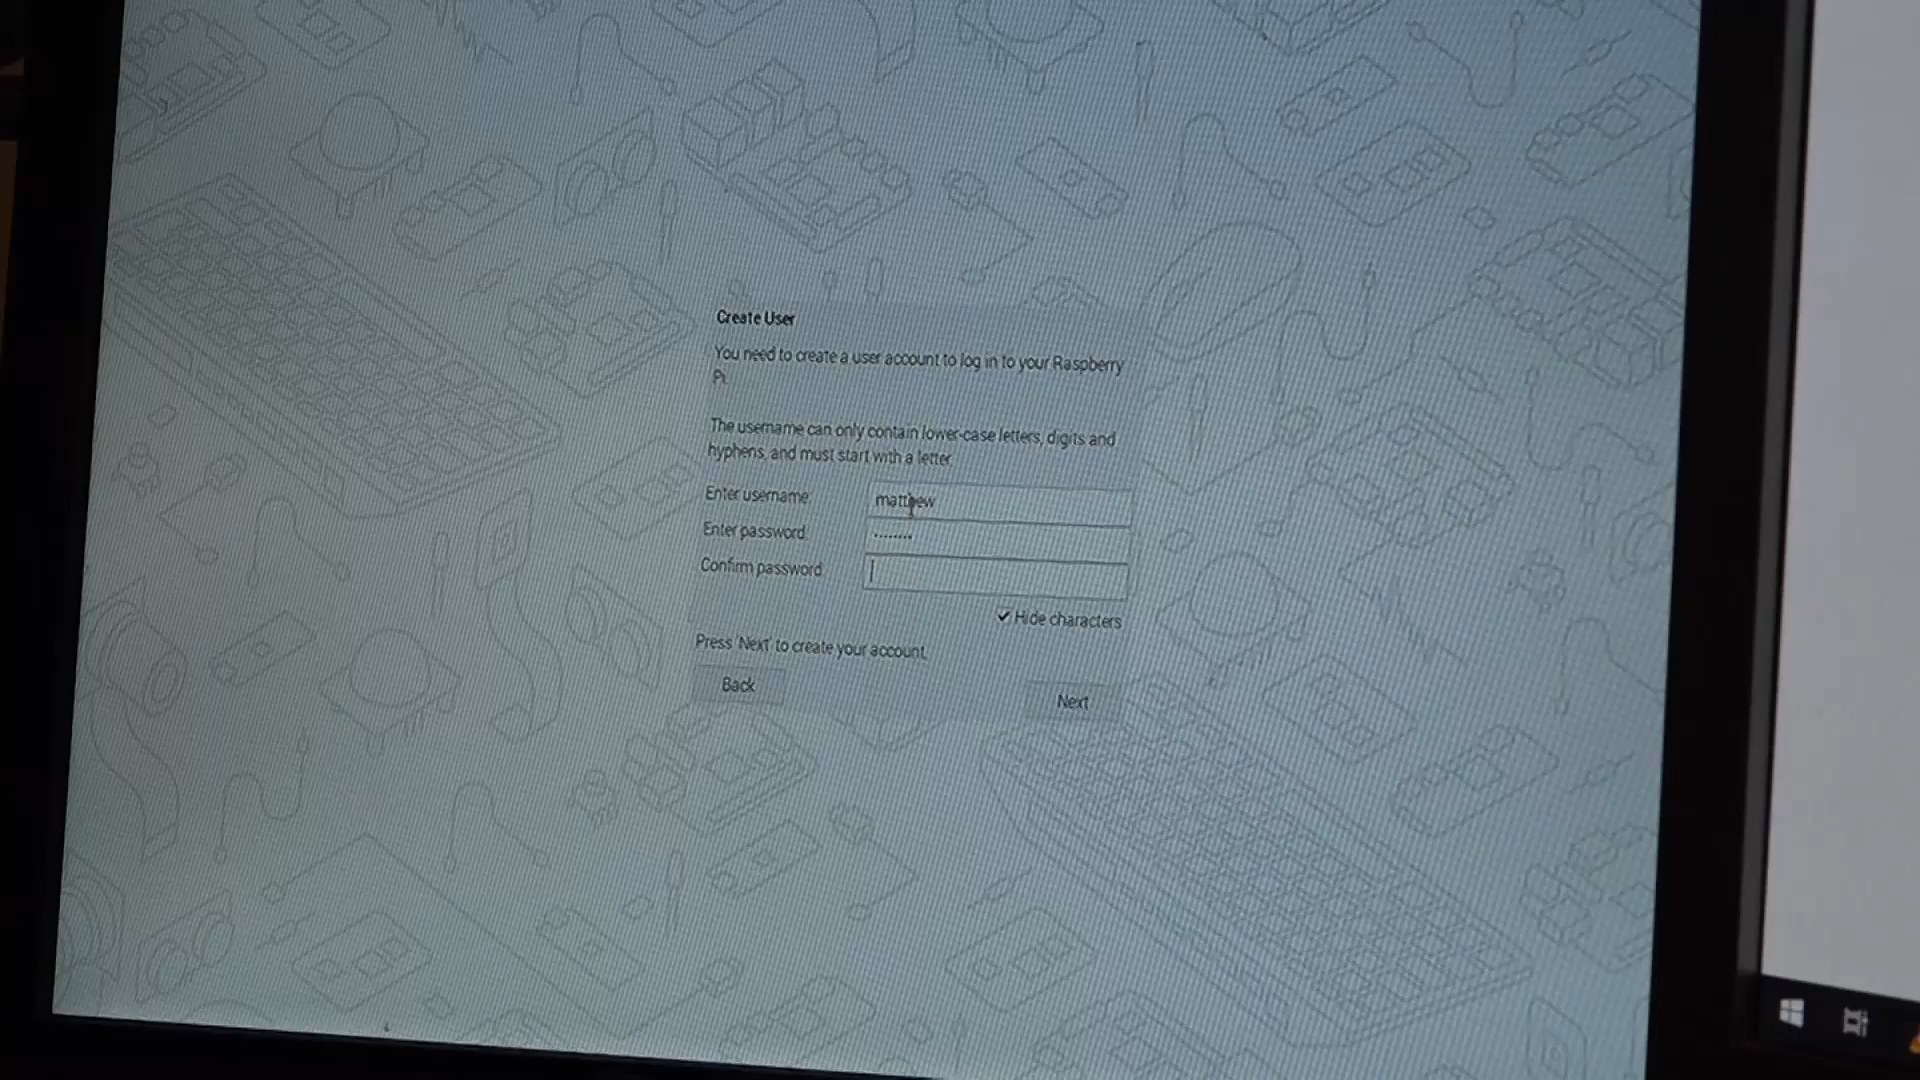 Create User
You need to create a user account to log in to your Raspberry
Pi.
The username can only contain lower-case letters, digits and
hyphens, and must start with a letter.
Enter username: matthew
Enter password: ········
Confirm password:
✓ Hide characters
Press 'Next' to create your account.
Back
Next